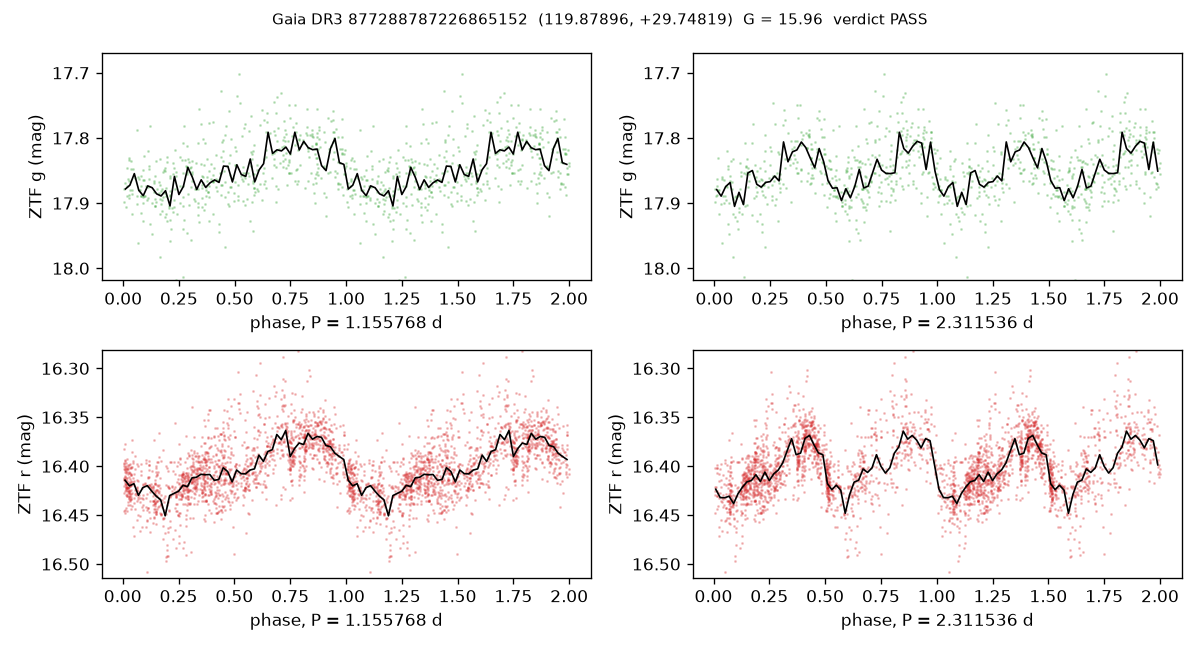 Gaia DR3 877288787226865152 (119.87896, +29.74819) G = 15.96 verdict PASS
ZTF g (mag)
17.7
17.8
17.9
18.0
0.00 0.25 0.50 0.75 1.00 1.25 1.50 1.75 2.00
phase, P = 1.155768 d
ZTF g (mag)
17.7
17.8
17.9
18.0
0.00 0.25 0.50 0.75 1.00 1.25 1.50 1.75 2.00
phase, P = 2.311536 d
ZTF r (mag)
16.30
16.35
16.40
16.45
16.50
0.00 0.25 0.50 0.75 1.00 1.25 1.50 1.75 2.00
phase, P = 1.155768 d
ZTF r (mag)
16.30
16.35
16.40
16.45
16.50
0.00 0.25 0.50 0.75 1.00 1.25 1.50 1.75 2.00
phase, P = 2.311536 d